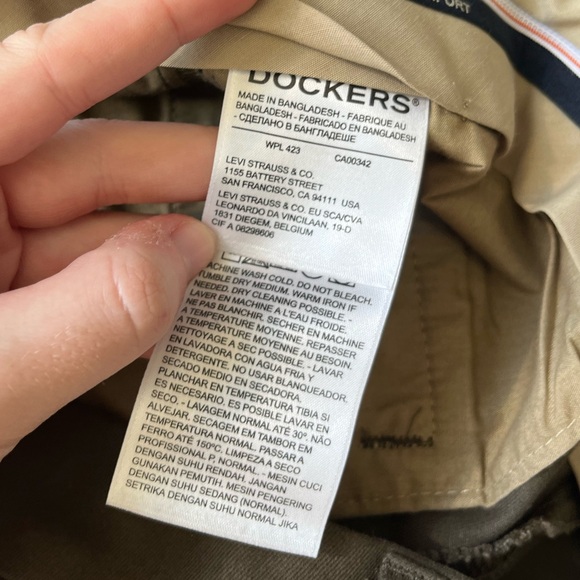 DOCKERS®
MADE IN BANGLADESH - FABRIQUE AU
BANGLADESH - FABRICADO EN BANGLADESH
- СДЕЛАНО В БАНГЛАДЕШЕ
WPL 423 CA00342
LEVI STRAUSS & CO.
1155 BATTERY STREET
SAN FRANCISCO, CA 94111 USA
LEVI STRAUSS & CO. EU SCA/CVA
LEONARDO DA VINCILAAN, 19-D
1831 DIEGEM, BELGIUM
CIF A 08298606
MACHINE WASH COLD. DO NOT BLEACH.
TUMBLE DRY MEDIUM. WARM IRON IF
NEEDED. DRY CLEANING POSSIBLE. -
LAVER EN MACHINE A L'EAU FROIDE.
NE PAS BLANCHIR. SECHER EN MACHINE
A TEMPERATURE MOYENNE. REPASSER
A TEMPERATURE MOYENNE AU BESOIN.
NETTOYAGE A SEC POSSIBLE. - LAVAR
EN LAVADORA CON AGUA FRIA Y
DETERGENTE. NO USAR BLANQUEADOR.
SECADO MEDIO EN SECADORA.
PLANCHAR EN TEMPERATURA TIBIA SI
ES NECESARIO. ES POSIBLE LAVAR EN
SECO. - LAVAGEM NORMAL ATÉ 30º. NÃO
ALVEJAR. SECAGEM EM TAMBOR EM
TEMPERATURA NORMAL. PASSAR A
FERRO ATÉ 150ºC. LIMPEZA A SECO
PROFISSIONAL P, NORMAL. - MESIN CUCI
DENGAN SUHU RENDAH. JANGAN
GUNAKAN PEMUTIH. MESIN PENGERING
DENGAN SUHU SEDANG (NORMAL).
SETRIKA DENGAN SUHU NORMAL JIKA